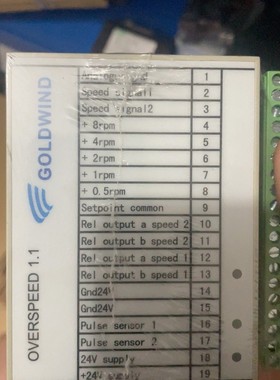 GOLDWIND
OVERSPEED 1.1
1
Speed 2
Speed signal2 3
+ 8rpm 4
+ 4rpm 5
+ 2rpm 6
+ 1rpm 7
+ 0.5rpm 8
Setpoint common 9
Rel output a speed 2 10
Rel output b speed 2 11
Rel output a speed 1 12
Rel output b speed 1 13
Gnd24V 14
Gnd24V 15
Pulse sensor 1 16
Pulse sensor 2 17
24V supply 18
+24V supply 19